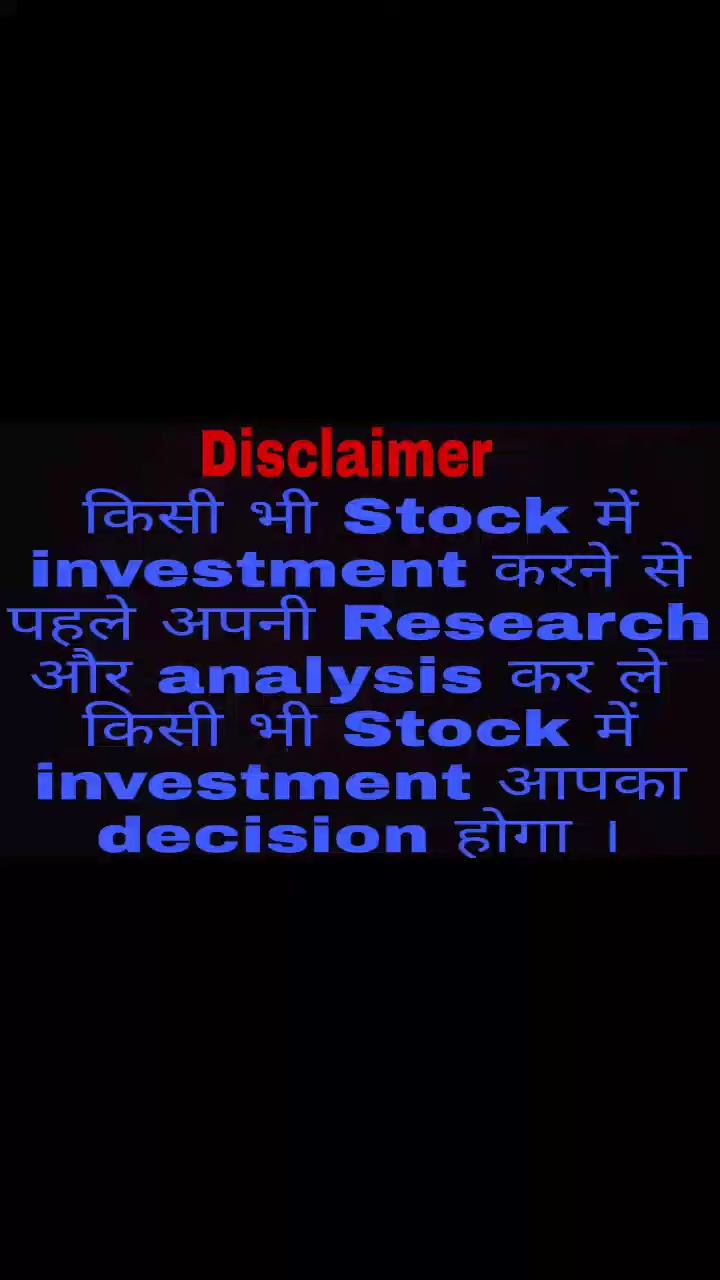 Disclaimer
किसी भी Stock में
investment करने से
पहले अपनी Research
और analysis कर ले
किसी भी Stock में
investment आपका
decision होगा ।